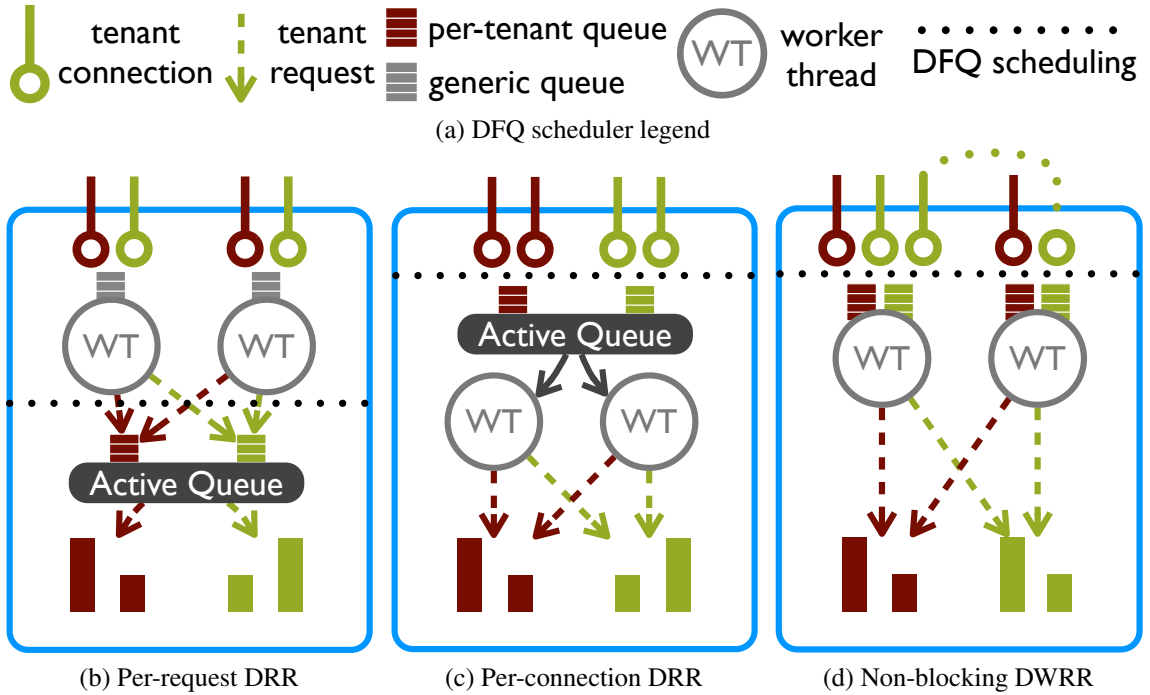 tenant connection
tenant request
per-tenant queue
generic queue
WT
worker thread
DFQ scheduling
(a) DFQ scheduler legend
WT
WT
Active Queue
Active Queue
WT
WT
WT
WT
(b) Per-request DRR
(c) Per-connection DRR
(d) Non-blocking DWRR